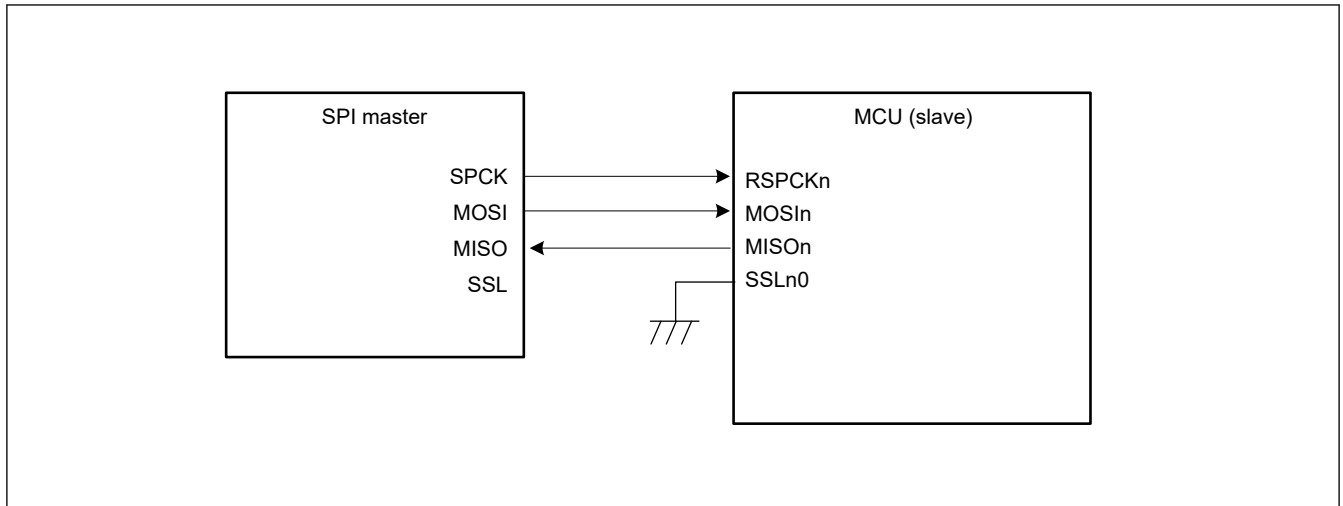 SPI master
SPCK
MOSI
MISO
SSL
MCU (slave)
RSPCKn
MOSIn
MISOn
SSLn0